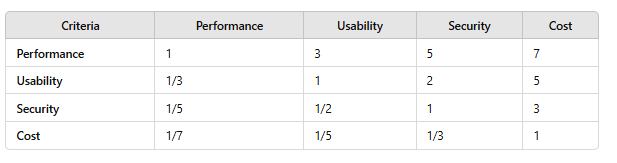 Criteria Performance Usability Security Cost
Performance 1 3 5 7
Usability 1/3 1 2 5
Security 1/5 1/2 1 3
Cost 1/7 1/5 1/3 1